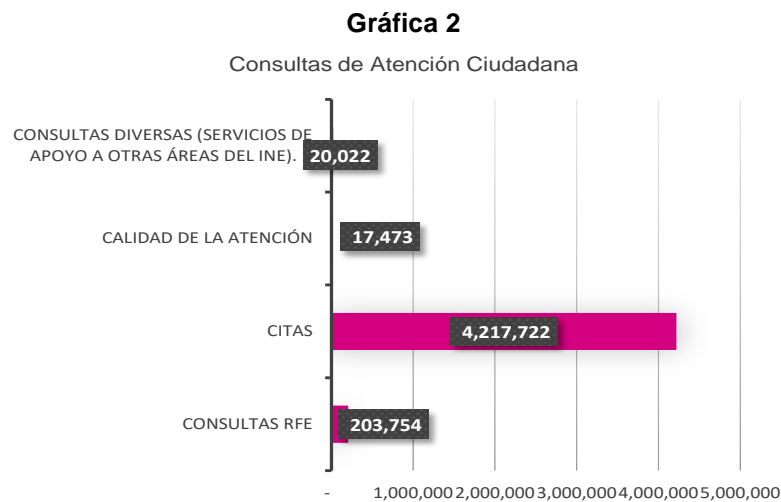 Gráfica 2
Consultas de Atención Ciudadana
CONSULTAS DIVERSAS (SERVICIOS DE
APOYO A OTRAS ÁREAS DEL INE).
20,022
CALIDAD DE LA ATENCIÓN
17,473
CITAS
4,217,722
CONSULTAS RFE
203,754
- 1,000,000 2,000,000 3,000,000 4,000,000 5,000,000